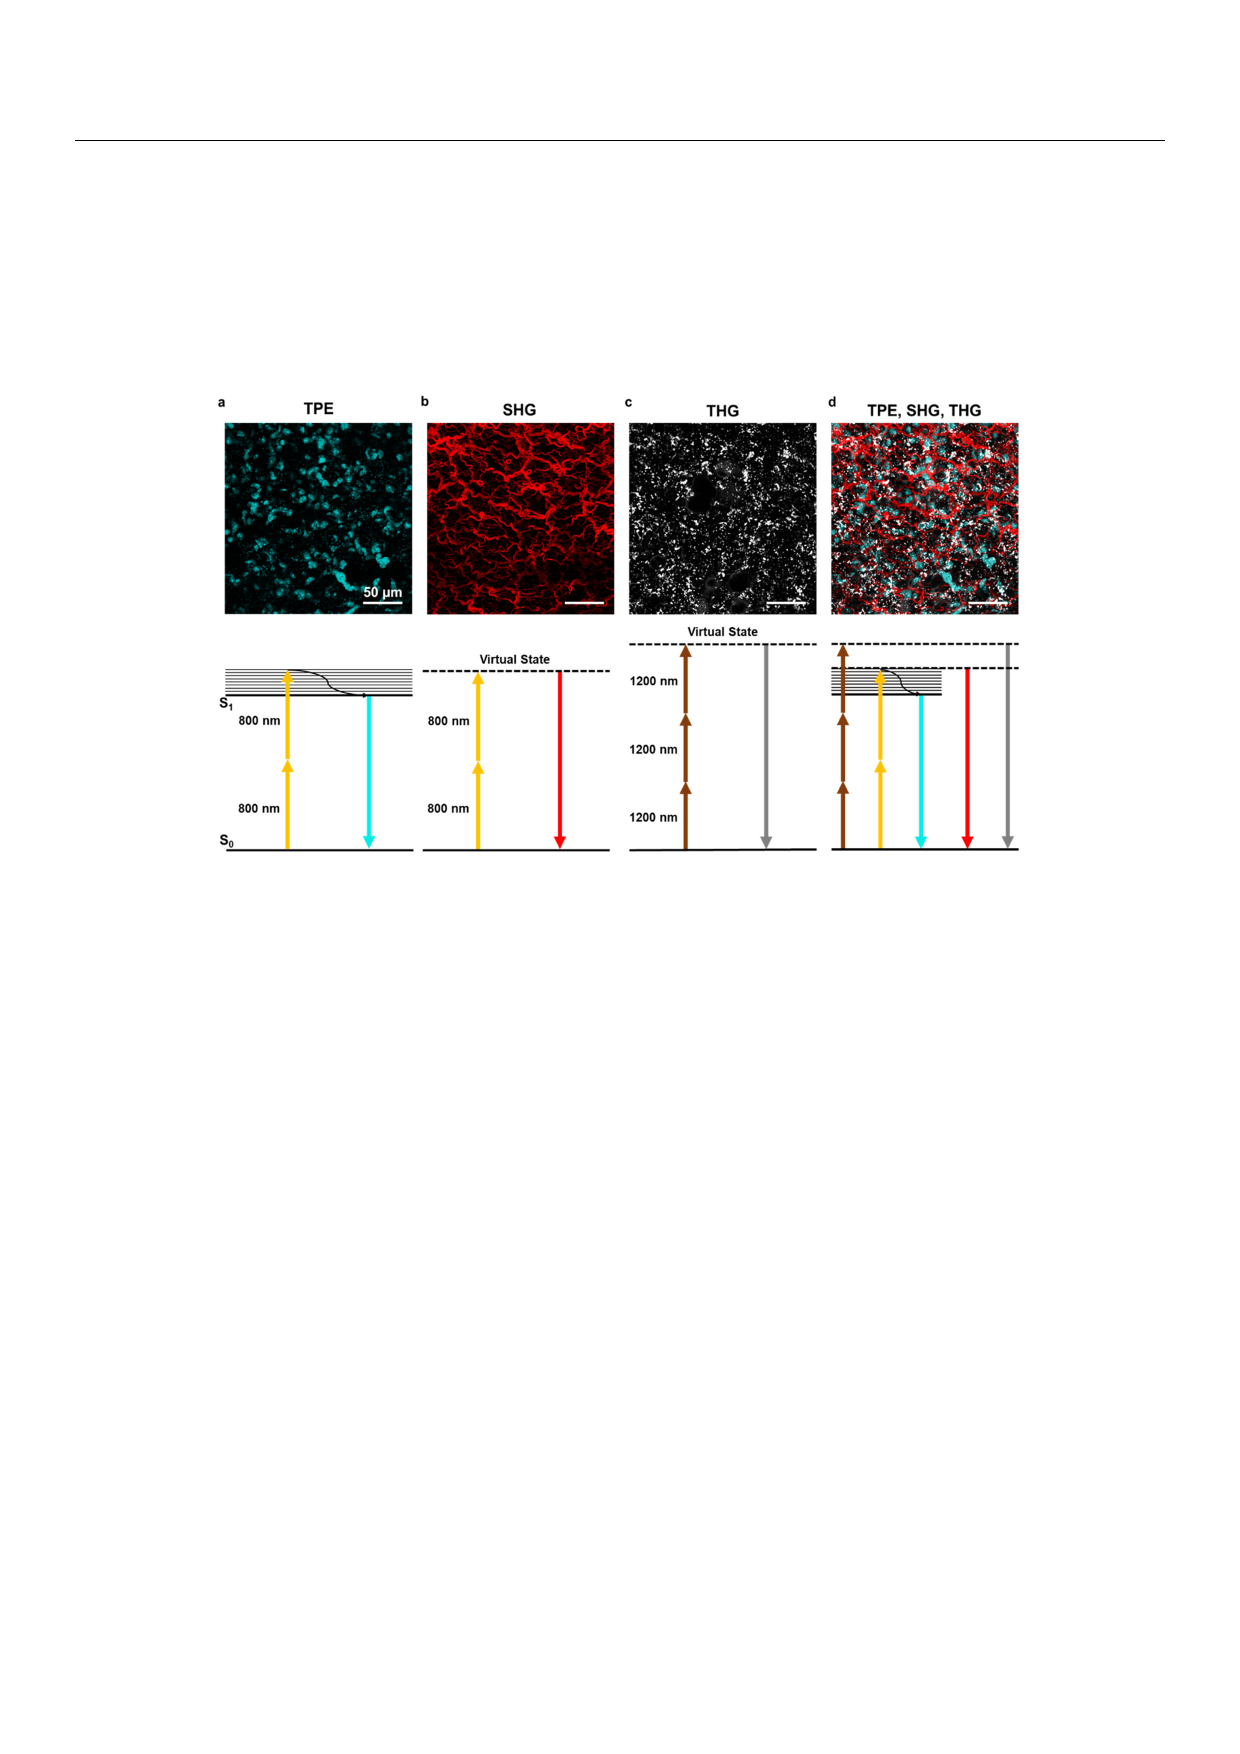 a
TPE
b
SHG
c
THG
d
TPE, SHG, THG
50 μm
Virtual State
Virtual State
S1
800 nm
800 nm
S0
800 nm
800 nm
1200 nm
1200 nm
1200 nm